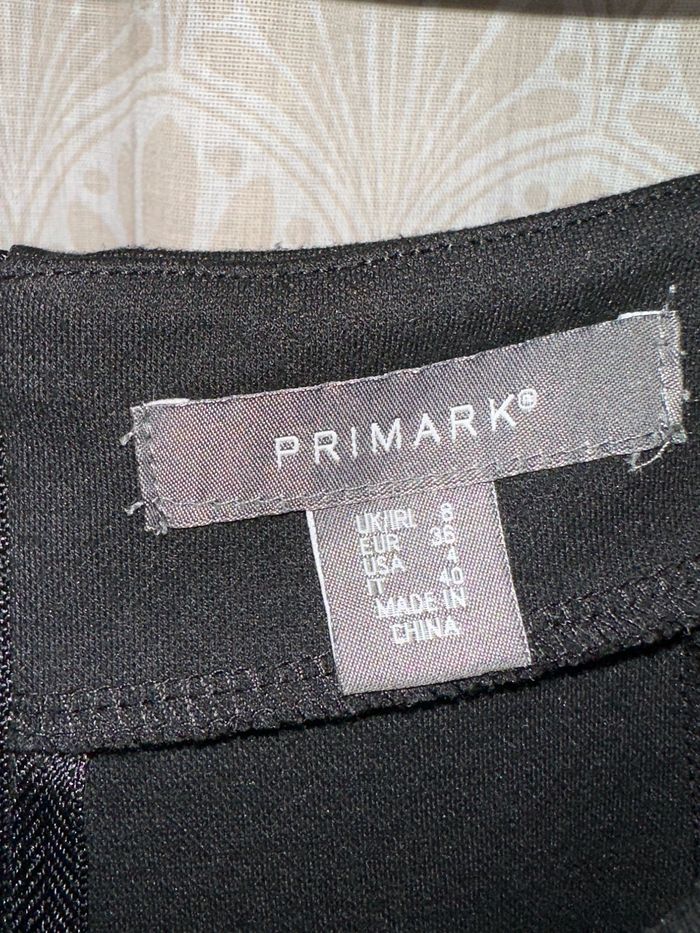 PRIMARK®
UK/IRL 8
EUR 36
USA 4
IT 40
MADE IN
CHINA